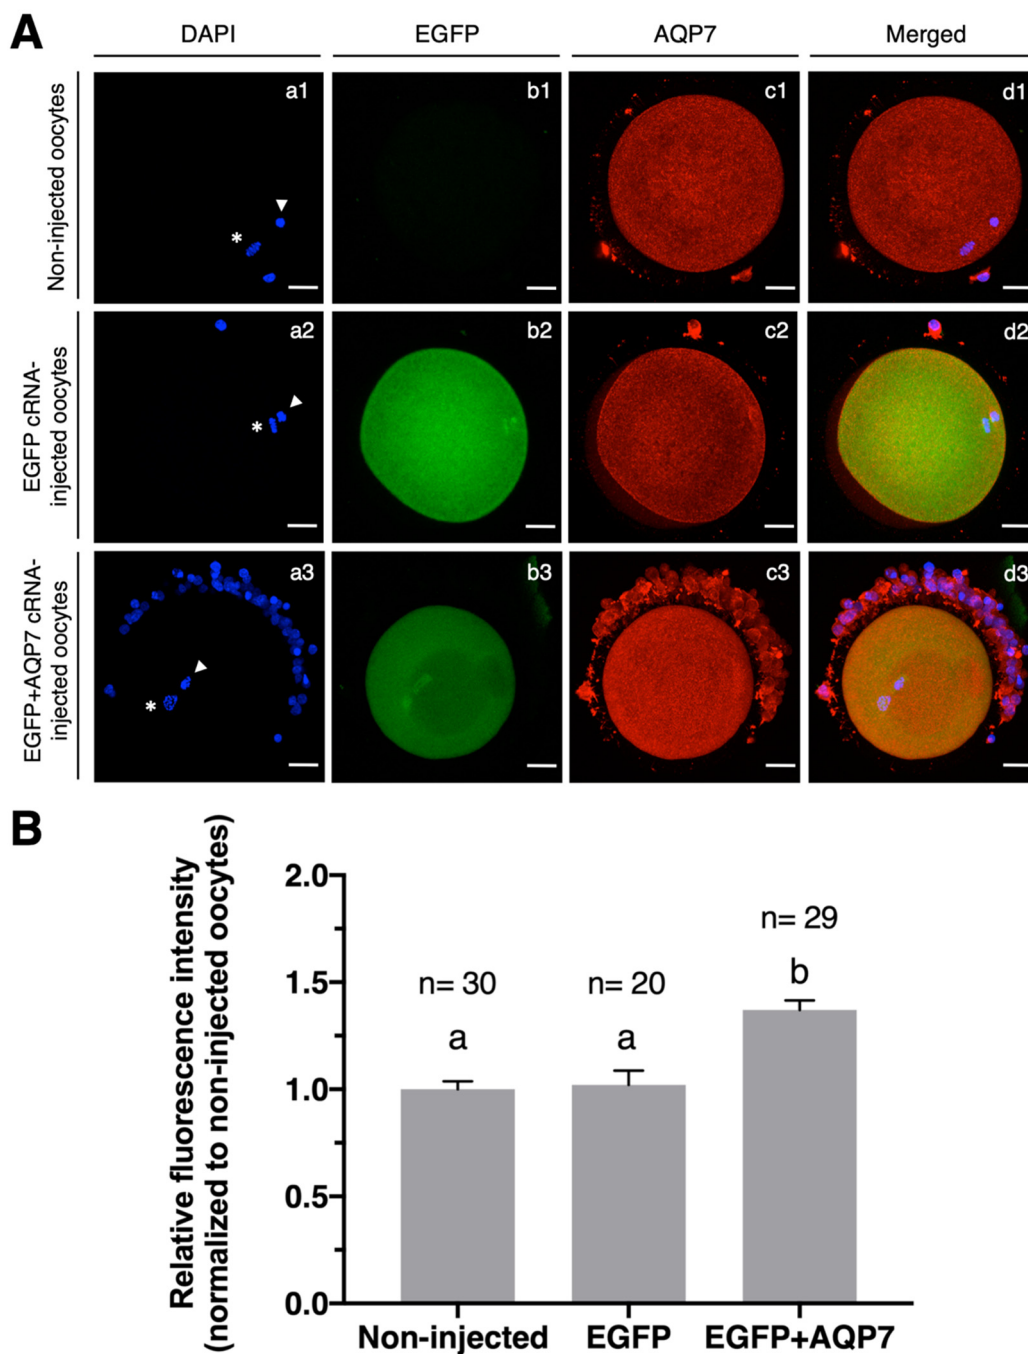 A
DAPI EGFP AQP7 Merged
Non-injected oocytes
a1 b1 c1 d1
*
EGFP cRNA-
injected oocytes
a2 b2 c2 d2
*
EGFP+AQP7 cRNA-
injected oocytes
a3 b3 c3 d3
*
B
Relative fluorescence intensity
(normalized to non-injected oocytes)
2.0
1.5
1.0
0.5
0.0
n= 30 n= 20 n= 29
a a b
Non-injected EGFP EGFP+AQP7